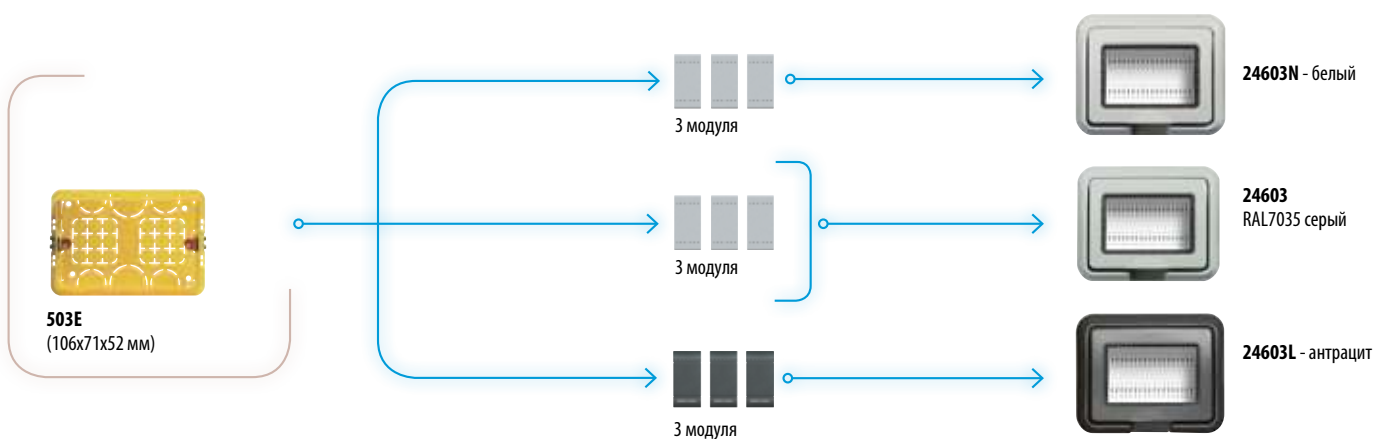 503E
(106x71x52 мм)
3 модуля
24603N - белый
3 модуля
24603
RAL7035 серый
3 модуля
24603L - антрацит